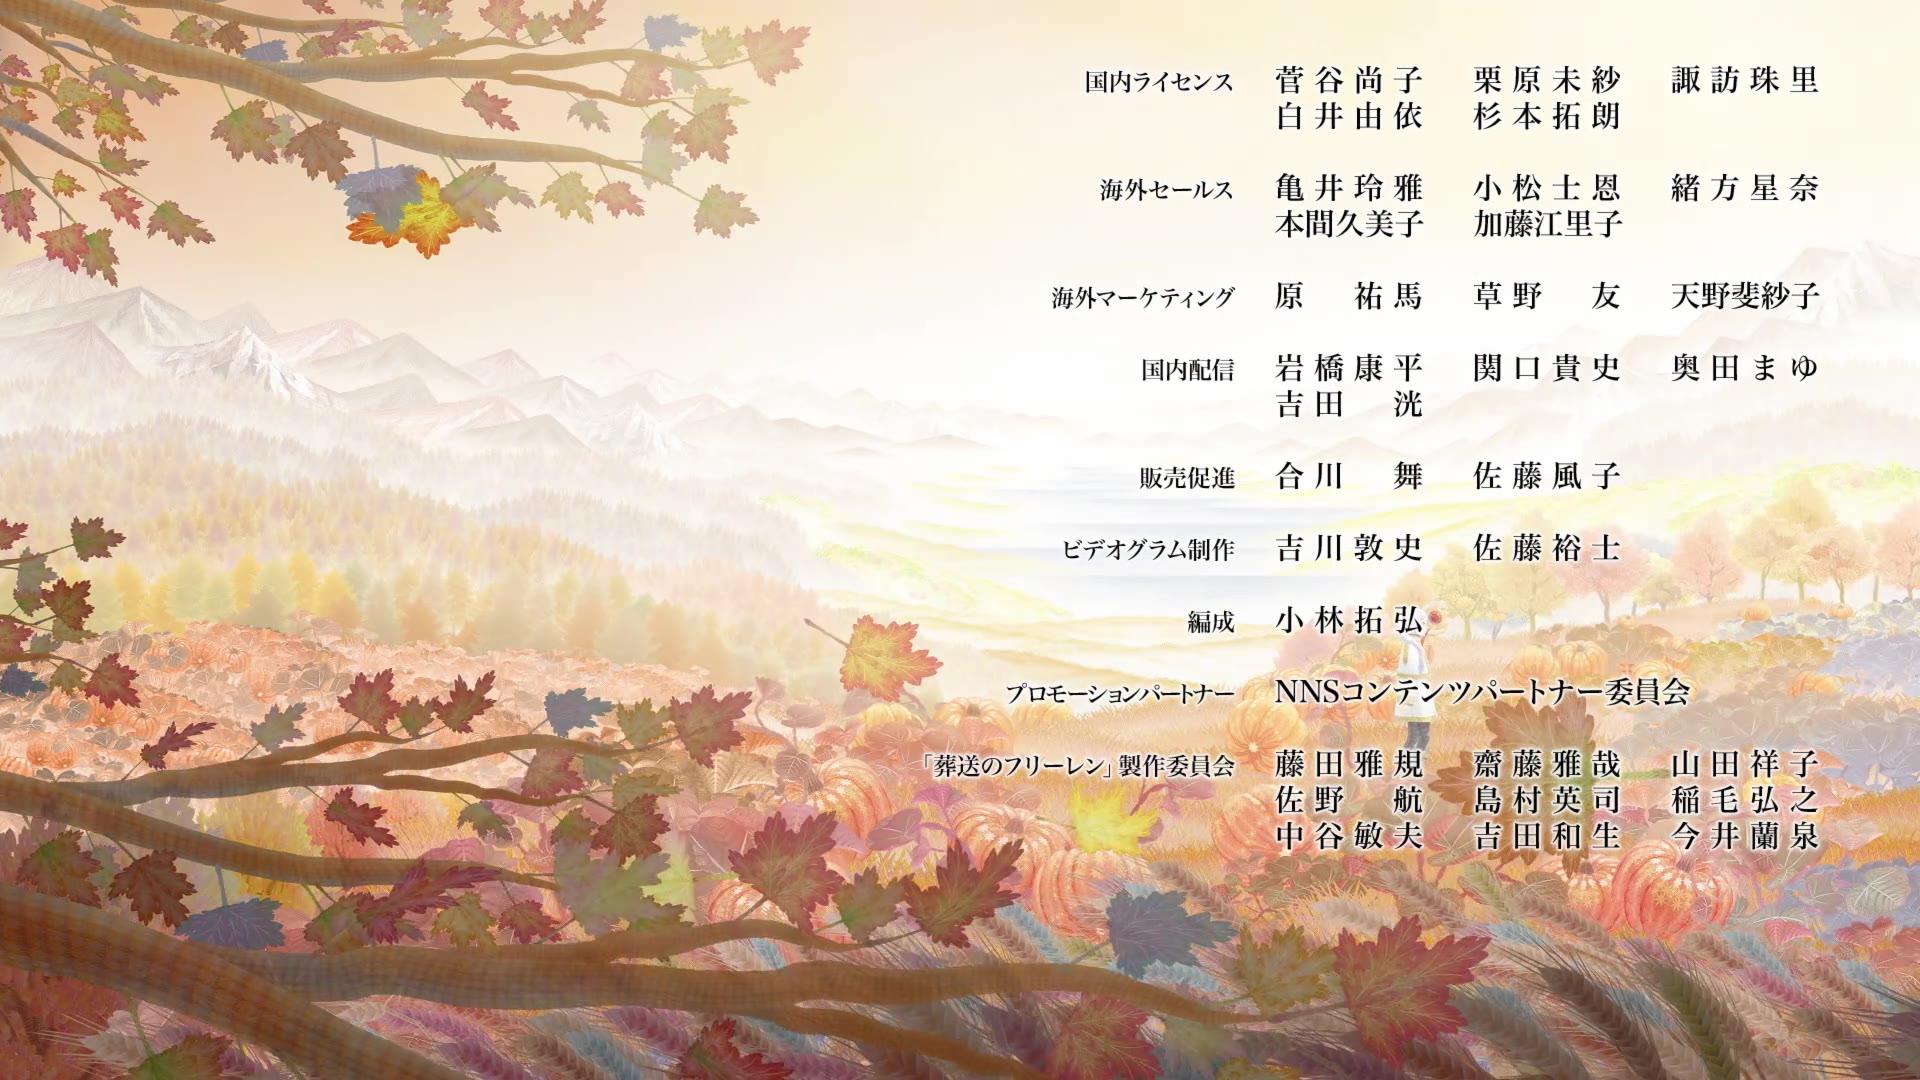 国内ライセンス 菅谷尚子 栗原未紗 諏訪珠里
白井由依 杉本拓朗
海外セールス 亀井玲雅 小松士恩 緒方星奈
本間久美子 加藤江里子
海外マーケティング 原祐馬 草野友 天野斐紗子
国内配信 岩橋康平 関口貴史 奥田まゆ
吉田洸
販売促進 合川舞 佐藤風子
ビデオグラム制作 吉川敦史 佐藤裕士
編成 小林拓弘
プロモーションパートナー NNSコンテンツパートナー委員会
「葬送のフリーレン」製作委員会 藤田雅規 齋藤雅哉 山田祥子
佐野航 島村英司 稲毛弘之
中谷敏夫 吉田和生 今井蘭泉